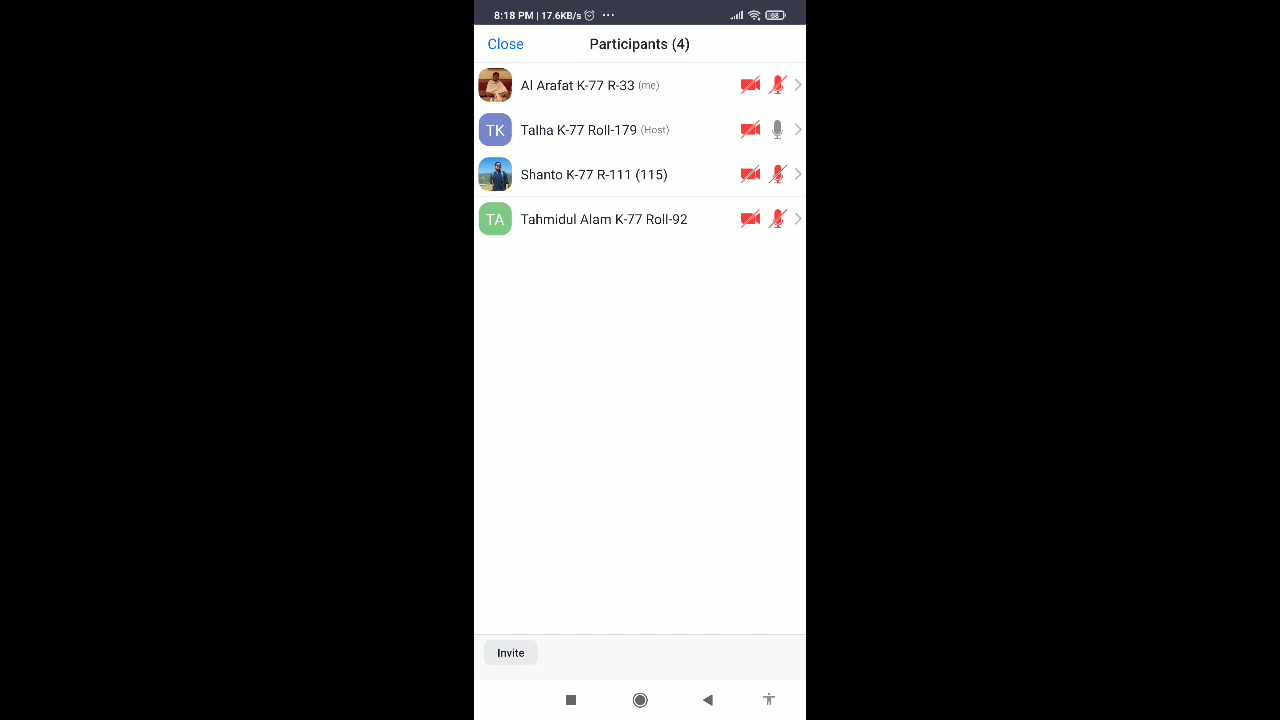 8:18 PM | 17.6KB/s ... 68
Close Participants (4)
Al Arafat K-77 R-33 (me)
TK Talha K-77 Roll-179 (Host)
Shanto K-77 R-111 (115)
TA Tahmidul Alam K-77 Roll-92
Invite